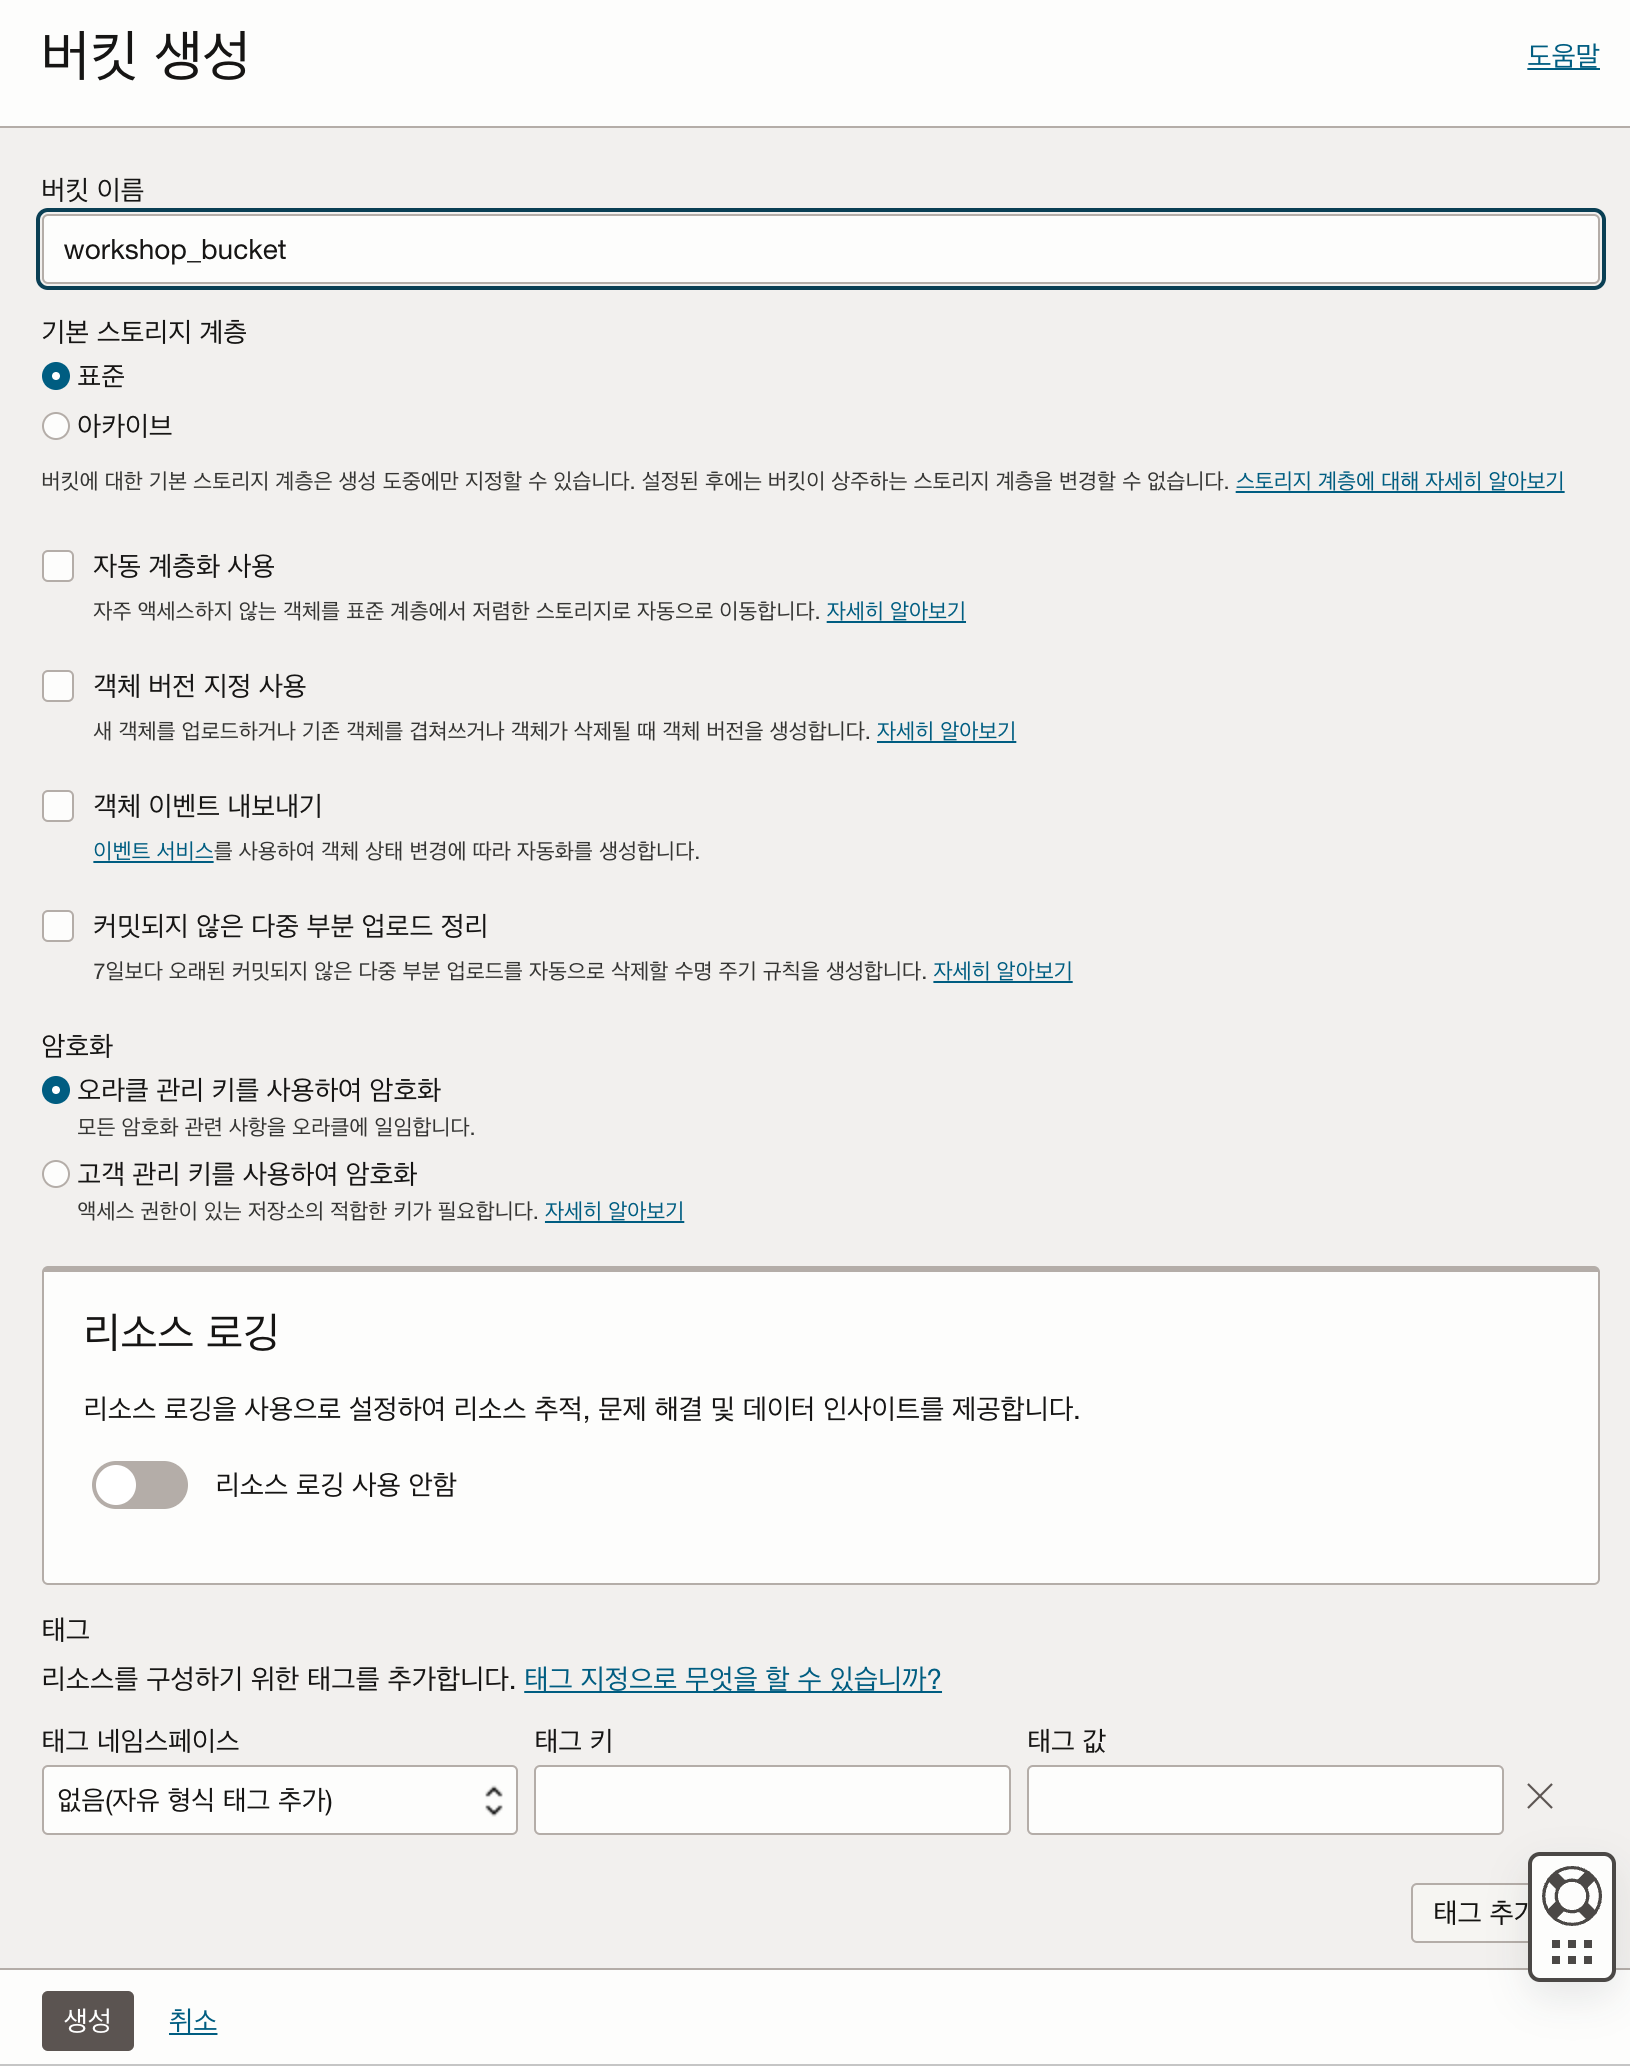 버킷 생성
도움말
버킷 이름
workshop_bucket
기본 스토리지 계층
표준
아카이브
버킷에 대한 기본 스토리지 계층은 생성 도중에만 지정할 수 있습니다. 설정된 후에는 버킷이 상주하는 스토리지 계층을 변경할 수 없습니다. 스토리지 계층에 대해 자세히 알아보기
자동 계층화 사용
자주 액세스하지 않는 객체를 표준 계층에서 저렴한 스토리지로 자동으로 이동합니다. 자세히 알아보기
객체 버전 지정 사용
새 객체를 업로드하거나 기존 객체를 겹쳐쓰거나 객체가 삭제될 때 객체 버전을 생성합니다. 자세히 알아보기
객체 이벤트 내보내기
이벤트 서비스를 사용하여 객체 상태 변경에 따라 자동화를 생성합니다.
커밋되지 않은 다중 부분 업로드 정리
7일보다 오래된 커밋되지 않은 다중 부분 업로드를 자동으로 삭제할 수명 주기 규칙을 생성합니다. 자세히 알아보기
암호화
오라클 관리 키를 사용하여 암호화
모든 암호화 관련 사항을 오라클에 일임합니다.
고객 관리 키를 사용하여 암호화
액세스 권한이 있는 저장소의 적합한 키가 필요합니다. 자세히 알아보기
리소스 로깅
리소스 로깅을 사용으로 설정하여 리소스 추적, 문제 해결 및 데이터 인사이트를 제공합니다.
리소스 로깅 사용 안함
태그
리소스를 구성하기 위한 태그를 추가합니다. 태그 지정으로 무엇을 할 수 있습니까?
태그 네임스페이스 태그 키 태그 값
없음(자유 형식 태그 추가)
태그 추가
생성 취소